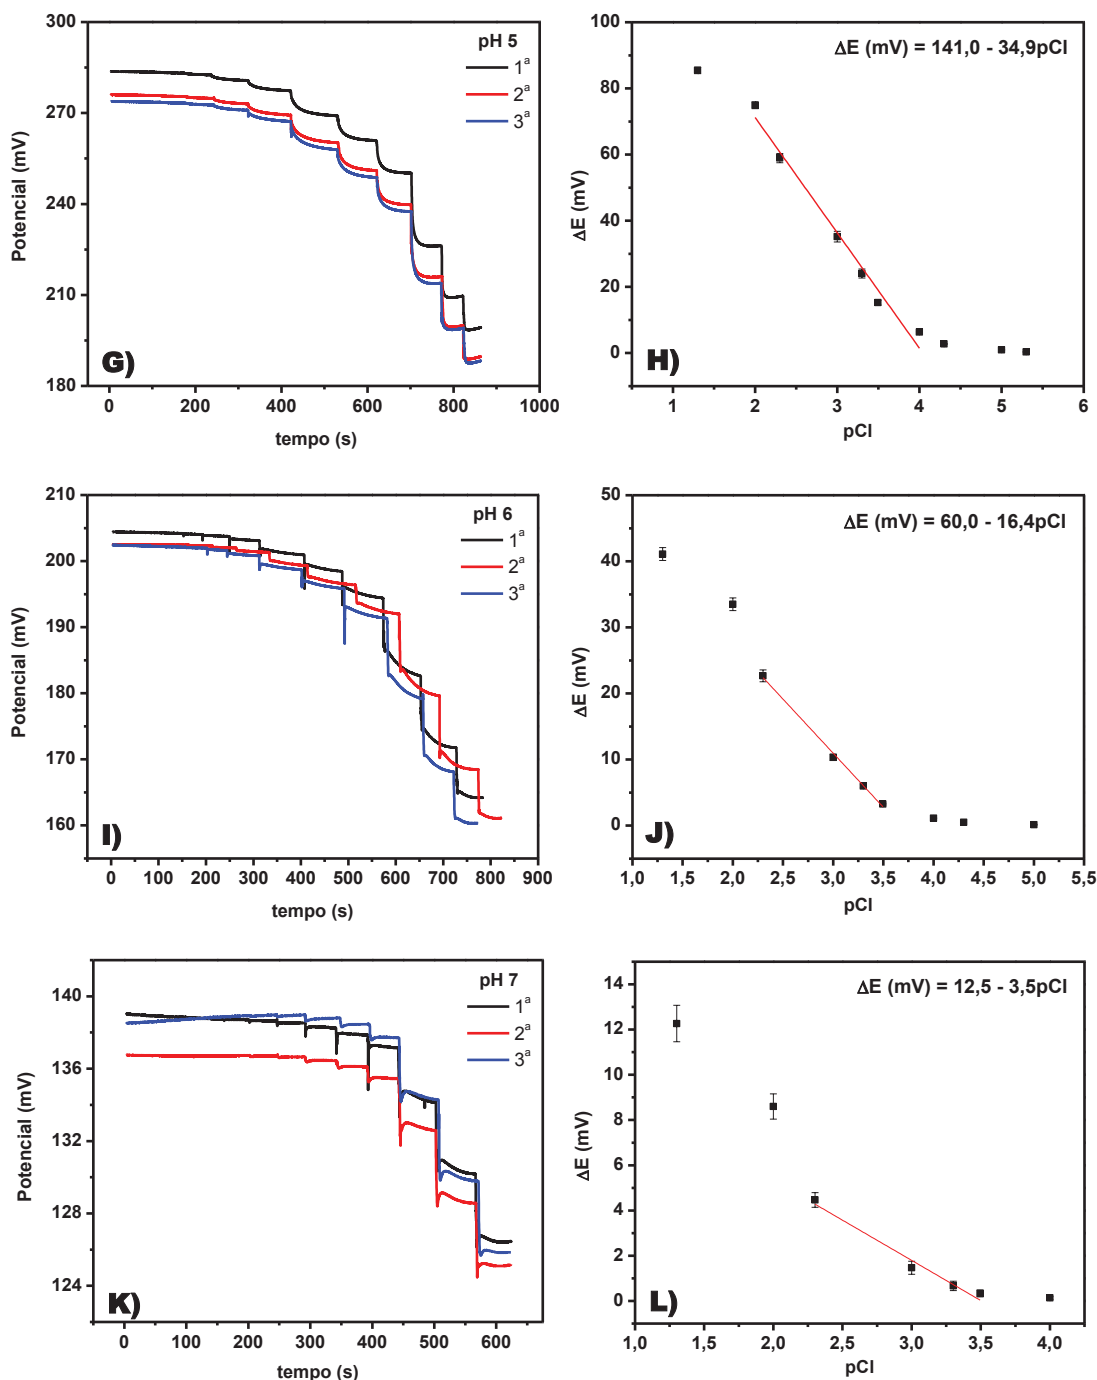 300
270
240
210
180
Potencial (mV)
pH 5
1ª
2ª
3ª
G)
0 200 400 600 800 1000
tempo (s)
100
80
60
40
20
0
ΔE (mV)
ΔE (mV) = 141,0 - 34,9pCl
H)
1 2 3 4 5 6
pCl
210
200
190
180
170
160
Potencial (mV)
pH 6
1ª
2ª
3ª
I)
0 100 200 300 400 500 600 700 800 900
tempo (s)
50
40
30
20
10
0
ΔE (mV)
ΔE (mV) = 60,0 - 16,4pCl
J)
1,0 1,5 2,0 2,5 3,0 3,5 4,0 4,5 5,0 5,5
pCl
140
136
132
128
124
Potencial (mV)
pH 7
1ª
2ª
3ª
K)
0 100 200 300 400 500 600
tempo (s)
14
12
10
8
6
4
2
0
ΔE (mV)
ΔE (mV) = 12,5 - 3,5pCl
L)
1,0 1,5 2,0 2,5 3,0 3,5 4,0
pCl